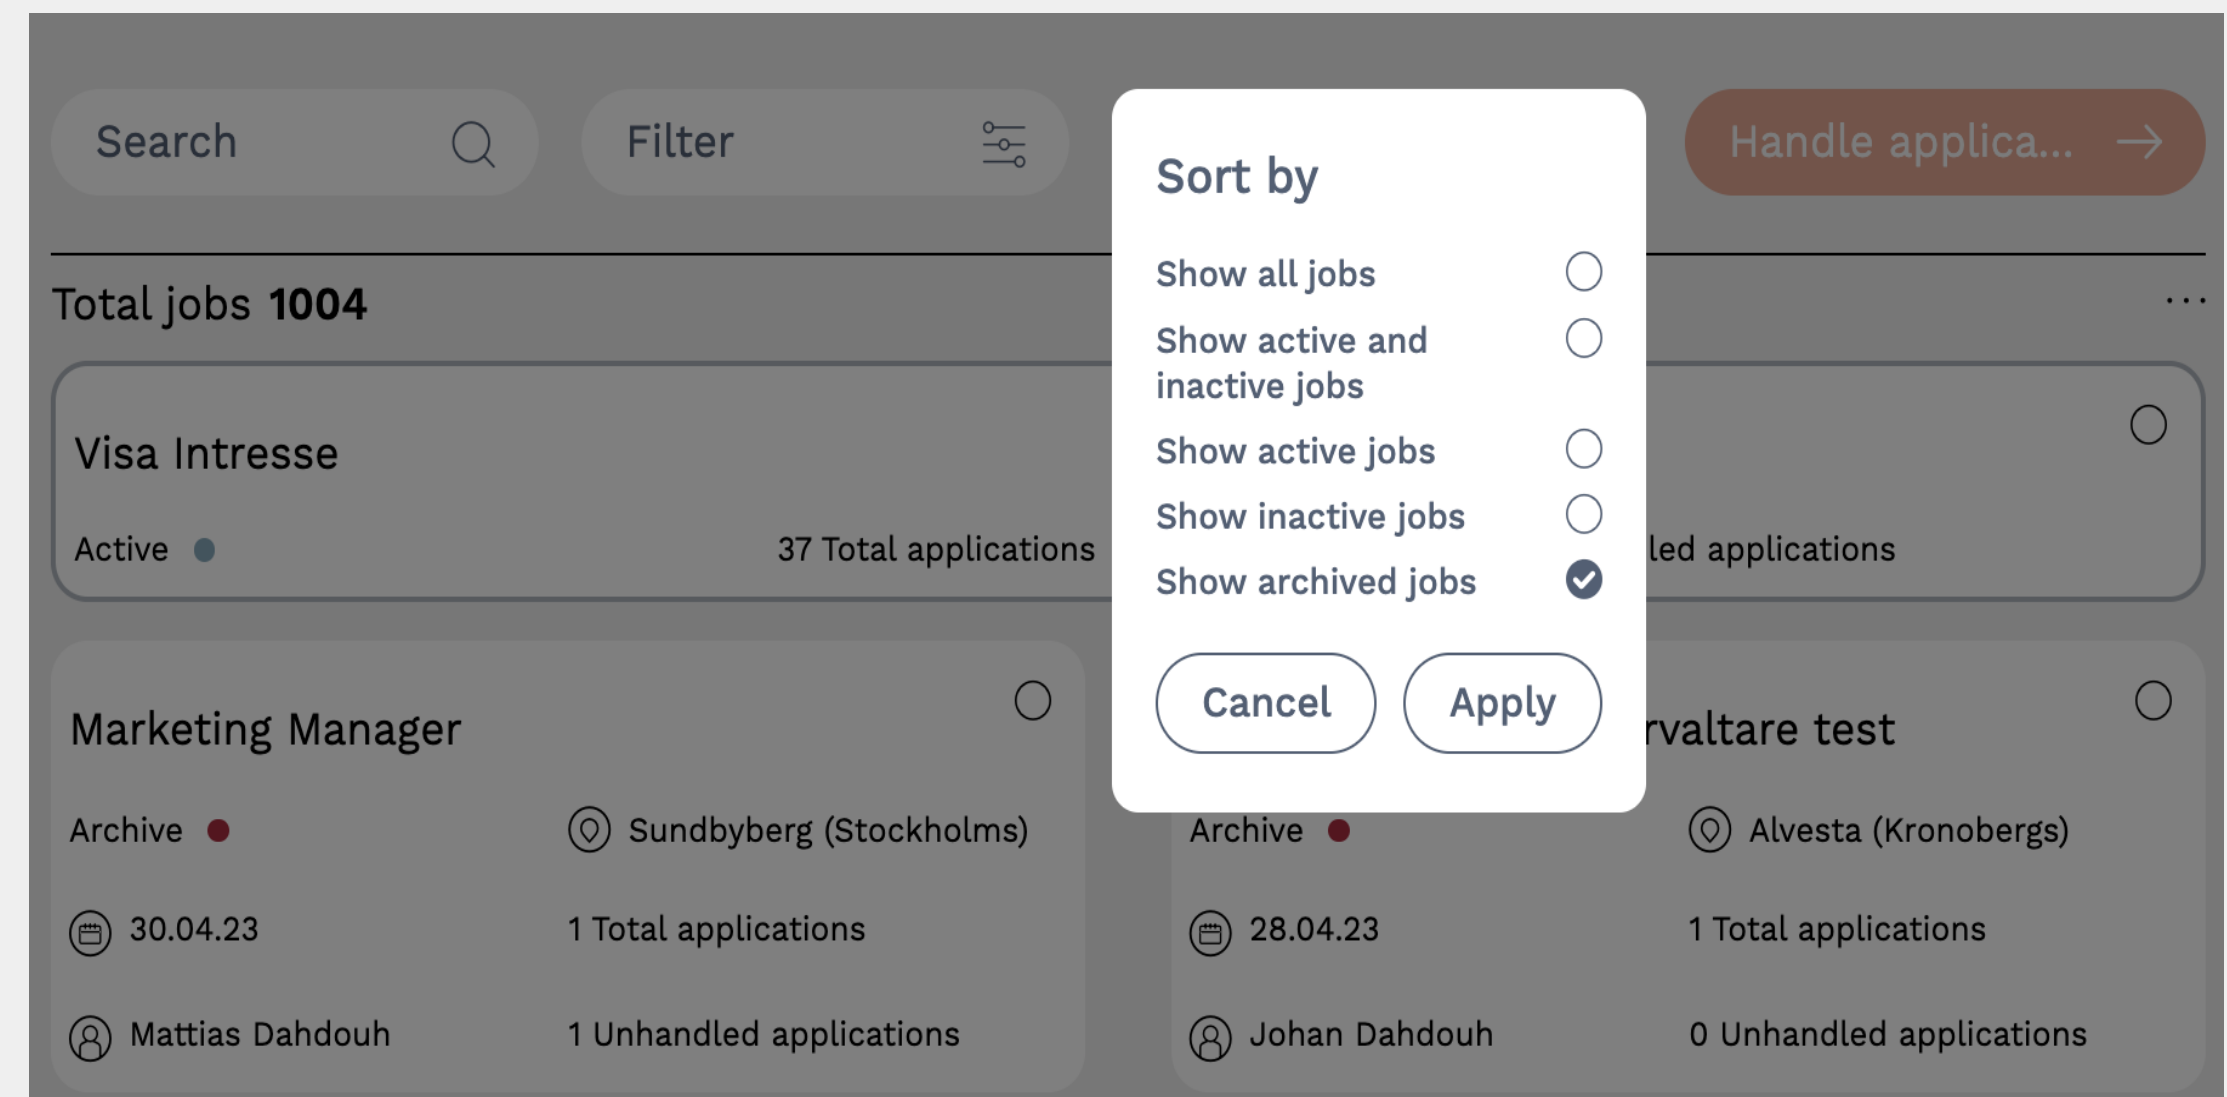 Search
Filter
Handle applica...
Sort by
Show all jobs
Show active and
inactive jobs
Show active jobs
Show inactive jobs
Show archived jobs
Cancel
Apply
Total jobs 1004
Visa Intresse
Active
37 Total applications
led applications
Marketing Manager
Archive
Sundbyberg (Stockholms)
30.04.23
1 Total applications
Mattias Dahdouh
1 Unhandled applications
rvaltare test
Archive
Alvesta (Kronobergs)
28.04.23
1 Total applications
Johan Dahdouh
0 Unhandled applications